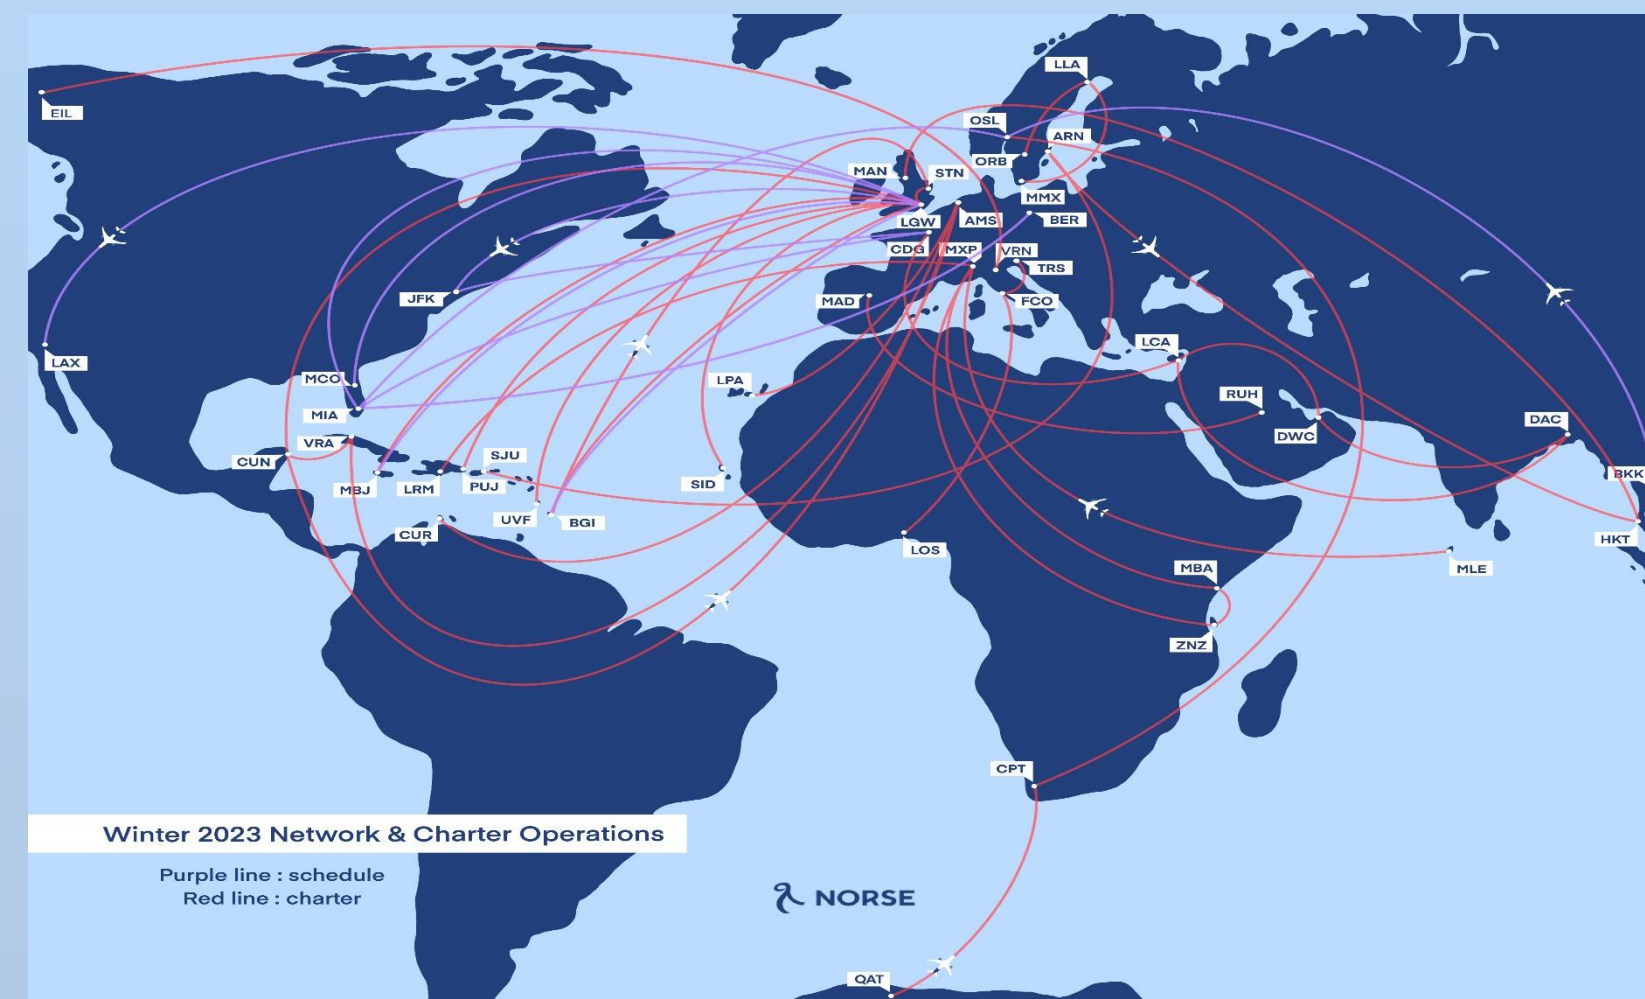 LLA
EIL
OSL
ARN
ORB
MAN
STN
MMX
LGW
AMS
BER
CDG
MXP
VRN
TRS
JFK
MAD
FCO
LCA
LAX
MCO
LPA
MIA
RUH
DAC
VRA
DWC
CUN
SJU
BKK
MBJ
LRM
PUJ
SID
UVF
BGI
CUR
LOS
HKT
MBA
MLE
ZNZ
CPT
Winter 2023 Network & Charter Operations
Purple line : schedule
Red line : charter
NORSE
QAT